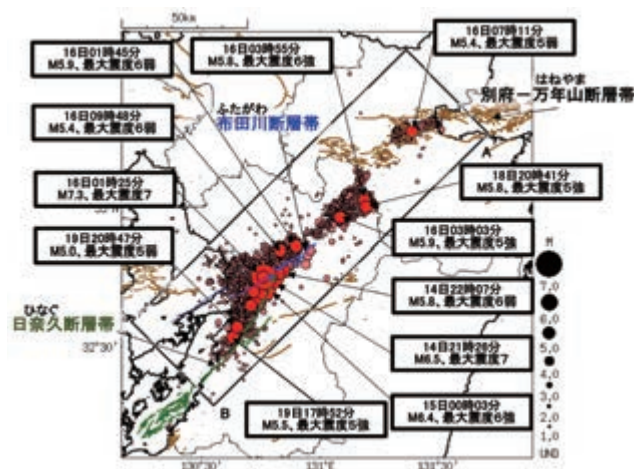 50km
16日01時45分
M5.9、最大震度6弱
16日03時55分
M5.8、最大震度6強
16日07時11分
M5.4、最大震度5弱
はねやま
別府－万年山断層帯
ふたがわ
布田川断層帯
16日09時48分
M5.4、最大震度6弱
A
16日01時25分
M7.3、最大震度7
18日20時41分
M5.8、最大震度5強
16日03時03分
M5.9、最大震度5強
19日20時47分
M5.0、最大震度5弱
14日22時07分
M5.8、最大震度6弱
ひなぐ
日奈久断層帯
32°30'
14日21時26分
M6.5、最大震度7
15日00時03分
M6.4、最大震度6強
19日17時52分
M5.5、最大震度5強
B
M
7.0
6.0
5.0
4.0
3.0
2.0
1.0
UND
130°30'
131°E
131°30'